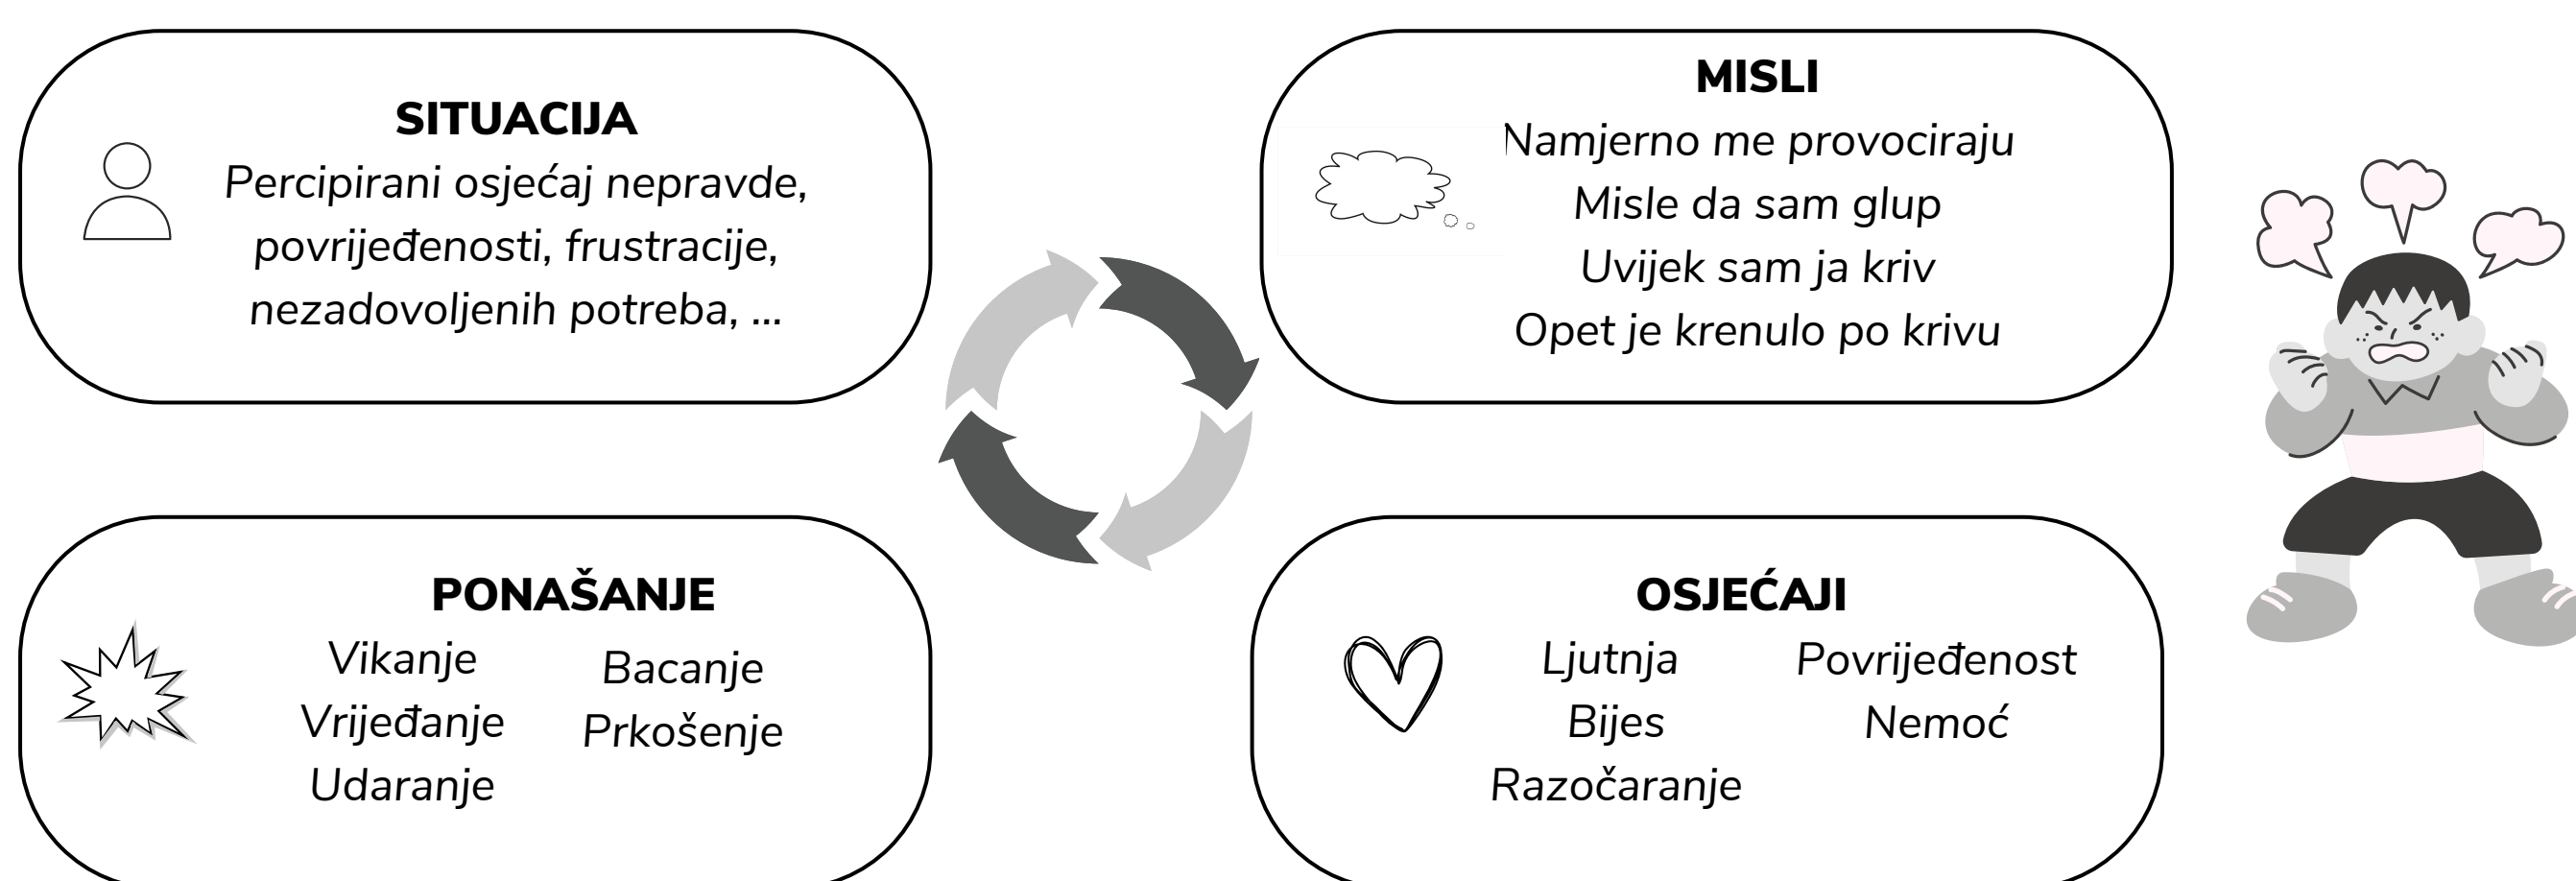 SITUACIJA
Percipirani osjećaj nepravde,
povrijeđenosti, frustracije,
nezadovoljenih potreba, ...
MISLI
Namjerno me provociraju
Misle da sam glup
Uvijek sam ja kriv
Opet je krenulo po krivu
PONAŠANJE
Vikanje
Vrijeđanje
Udaranje
Bacanje
Prkošenje
OSJEĆAJI
Ljutnja
Bijes
Razočaranje
Povrijeđenost
Nemoć